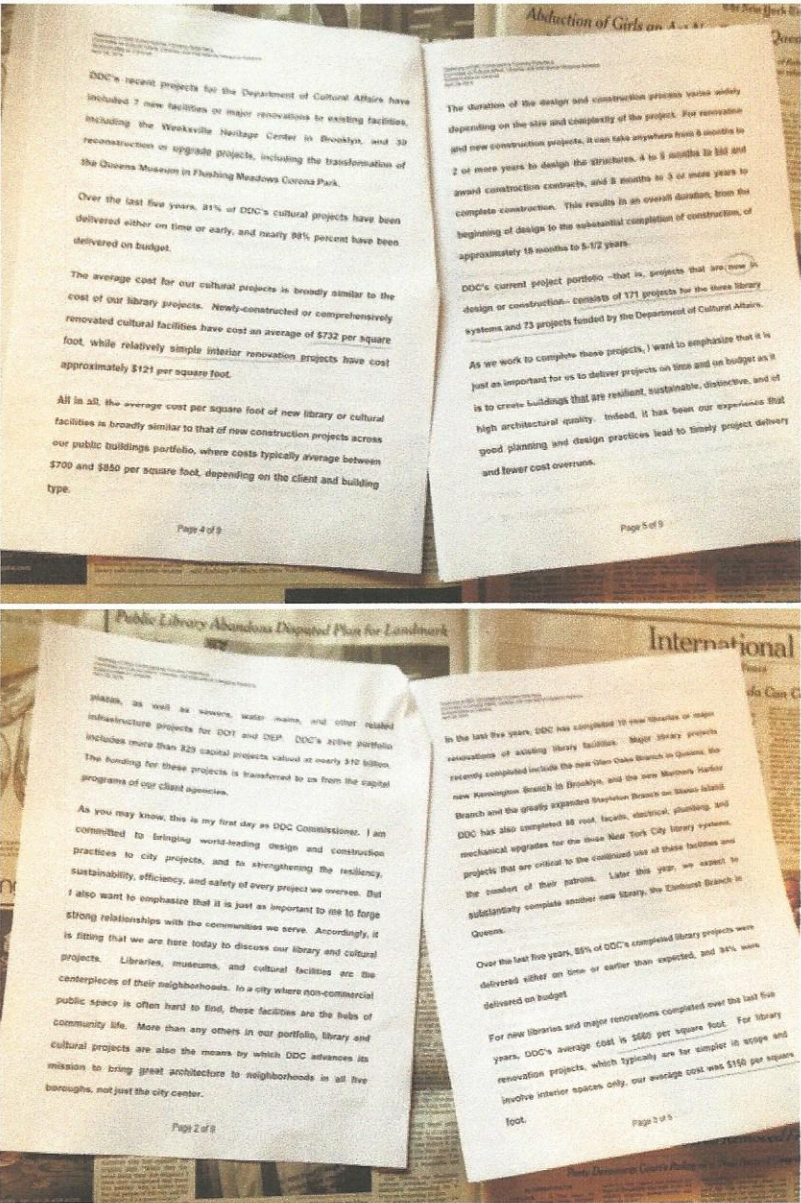 Abduction of Girls an
DDC's recent projects for the Department of Cultural Affairs have
included 7 new facilities or major renovations to existing facilities,
including the Weeksville Heritage Center in Brooklyn, and 39
reconstruction or upgrade projects, including the transformation of
the Queens Museum in Flushing Meadows Corona Park.
Over the last five years, 81% of DDC's cultural projects have been
delivered either on time or early, and nearly 98% percent have been
delivered on budget.
The average cost for our cultural projects is broadly similar to the
cost of our library projects. Newly-constructed or comprehensively
renovated cultural facilities have cost an average of $732 per square
foot, while relatively simple interior renovation projects have cost
approximately $121 per square foot.
All in all, the average cost per square foot of new library or cultural
facilities is broadly similar to that of new construction projects across
our public buildings portfolio, where costs typically average between
$700 and $850 per square foot, depending on the client and building
type.
Page 4 of 9
The duration of the design and construction process varies widely
depending on the size and complexity of the project. For renovation
and new construction projects, it can take anywhere from 6 months to
2 or more years to design the structures, 4 to 5 months to bid and
award construction contracts, and 8 months to 3 or more years to
complete construction. This results in an overall duration, from the
beginning of design to the substantial completion of construction, of
approximately 18 months to 5-1/2 years.
DDC's current project portfolio --that is, projects that are now in
design or construction-- consists of 171 projects for the three library
systems and 73 projects funded by the Department of Cultural Affairs.
As we work to complete these projects, I want to emphasize that it is
just as important for us to deliver projects on time and on budget as it
is to create buildings that are resilient, sustainable, distinctive, and of
high architectural quality. Indeed, it has been our experience that
good planning and design practices lead to timely project delivery
and fewer cost overruns.
Page 5 of 9
Public Library Abandons Disputed Plan for Landmark
International
plazas, as well as sewers, water mains, and other related
infrastructure projects for DOT and DEP. DDC's active portfolio
includes more than 829 capital projects valued at nearly $10 billion.
The funding for these projects is transferred to us from the capital
programs of our client agencies.
As you may know, this is my first day as DDC Commissioner. I am
committed to bringing world-leading design and construction
practices to city projects, and to strengthening the resiliency,
sustainability, efficiency, and safety of every project we oversee. But
I also want to emphasize that it is just as important to me to forge
strong relationships with the communities we serve. Accordingly, it
is fitting that we are here today to discuss our library and cultural
projects. Libraries, museums, and cultural facilities are the
centerpieces of their neighborhoods. In a city where non-commercial
public space is often hard to find, these facilities are the hubs of
community life. More than any others in our portfolio, library and
cultural projects are also the means by which DDC advances its
mission to bring great architecture to neighborhoods in all five
boroughs, not just the city center.
Page 2 of 9
In the last five years, DDC has completed 10 new libraries or major
renovations of existing library facilities. Major library projects
recently completed include the new Glen Oaks Branch in Queens, the
new Kensington Branch in Brooklyn, and the new Mariners Harbor
Branch and the greatly expanded Stapleton Branch on Staten Island.
DDC has also completed 88 roof, façade, electrical, plumbing, and
mechanical upgrades for the three New York City library systems,
projects that are critical to the continued use of these facilities and
the comfort of their patrons. Later this year, we expect to
substantially complete another new library, the Elmhurst Branch in
Queens.
Over the last five years, 85% of DDC's completed library projects were
delivered either on time or earlier than expected, and 94% were
delivered on budget
For new libraries and major renovations completed over the last five
years, DDC's average cost is $660 per square foot. For library
renovation projects, which typically are far simpler in scope and
involve interior spaces only, our average cost was $150 per square
foot.
Page 3 of 9